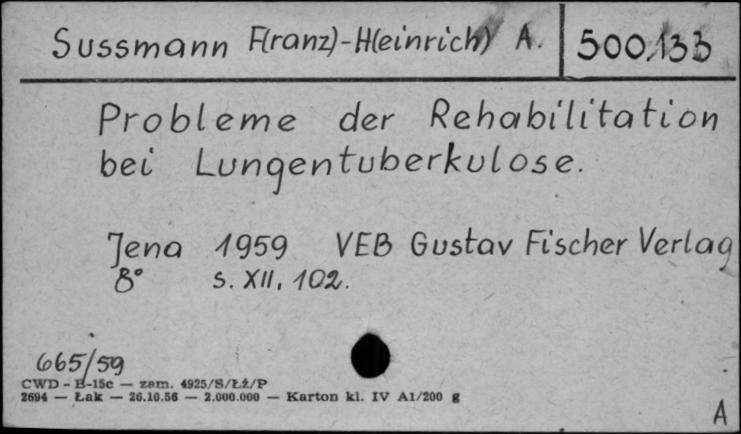 Sussmann F(ranz)-H(einrich) A. 500,133
Probleme der Rehabilitation
bei Lungentuberkulose.
Jena 1959 VEB Gustav Fischer Verlag
8° s. XII, 102.
665/59
CWD - B-15c — zam. 4925/S/Łż/P
2694 — Łak — 26.10.56 — 2.000.000 — Karton kl. IV A1/200 g
A